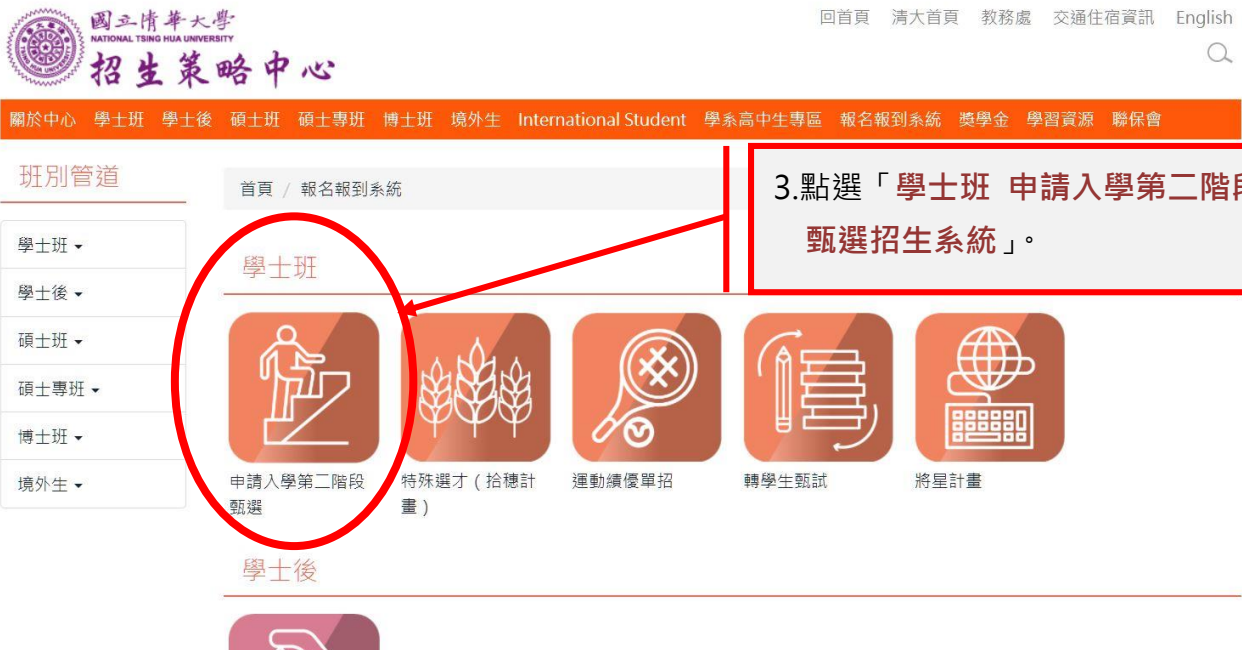 國立清華大學
NATIONAL TSING HUA UNIVERSITY
招生策略中心
回首頁 清大首頁 教務處 交通住宿資訊 English
關於中心 學士班 學士後 碩士班 碩士專班 博士班 境外生 International Student 學系高中生專區 報名報到系統 獎學金 學習資源 聯保會
班別管道
學士班
學士後
碩士班
碩士專班
博士班
境外生
首頁 / 報名報到系統
3.點選「學士班 申請入學第二階段
甄選招生系統」。
學士班
申請入學第二階段
甄選
特殊選才（拾穗計
畫）
運動績優單招
轉學生甄試
將星計畫
學士後